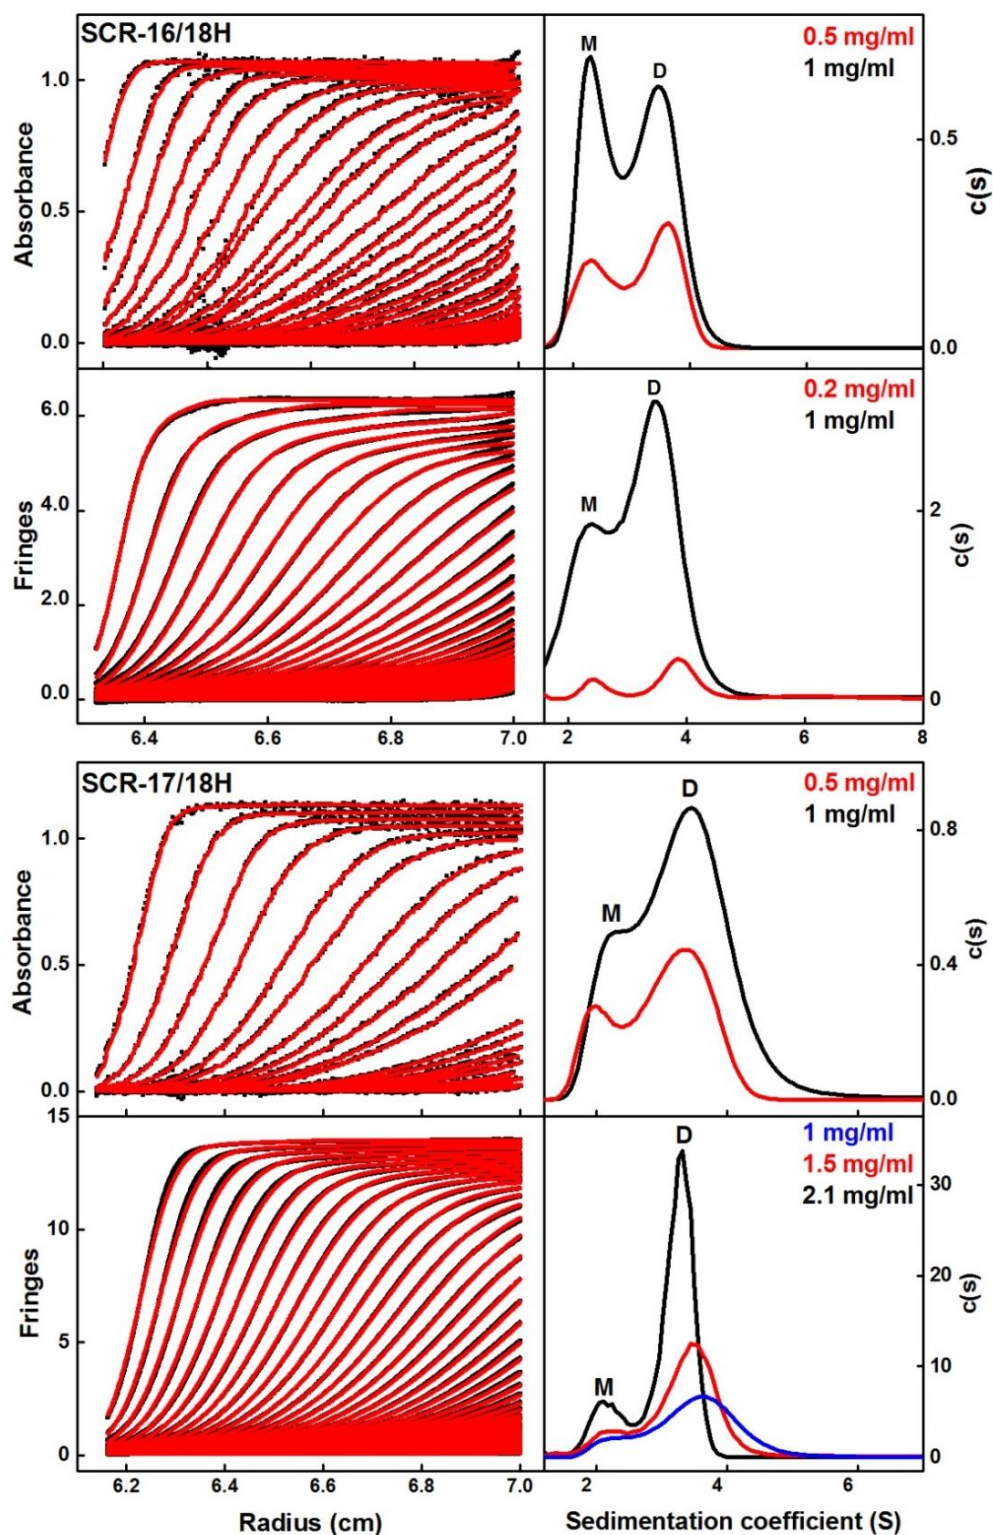 SCR-16/18H
Absorbance
1.0
0.5
0.0
M
D
0.5 mg/ml
1 mg/ml
0.5
0.0
c(s)
Fringes
6.0
4.0
2.0
0.0
6.4
6.6
6.8
7.0
M
D
0.2 mg/ml
1 mg/ml
2
0
c(s)
2
4
6
8
SCR-17/18H
Absorbance
1.0
0.5
0.0
M
D
0.5 mg/ml
1 mg/ml
0.8
0.4
0.0
c(s)
Fringes
15
10
5
0
6.2
6.4
6.6
6.8
7.0
Radius (cm)
M
D
1 mg/ml
1.5 mg/ml
2.1 mg/ml
30
20
10
0
c(s)
2
4
6
Sedimentation coefficient (S)